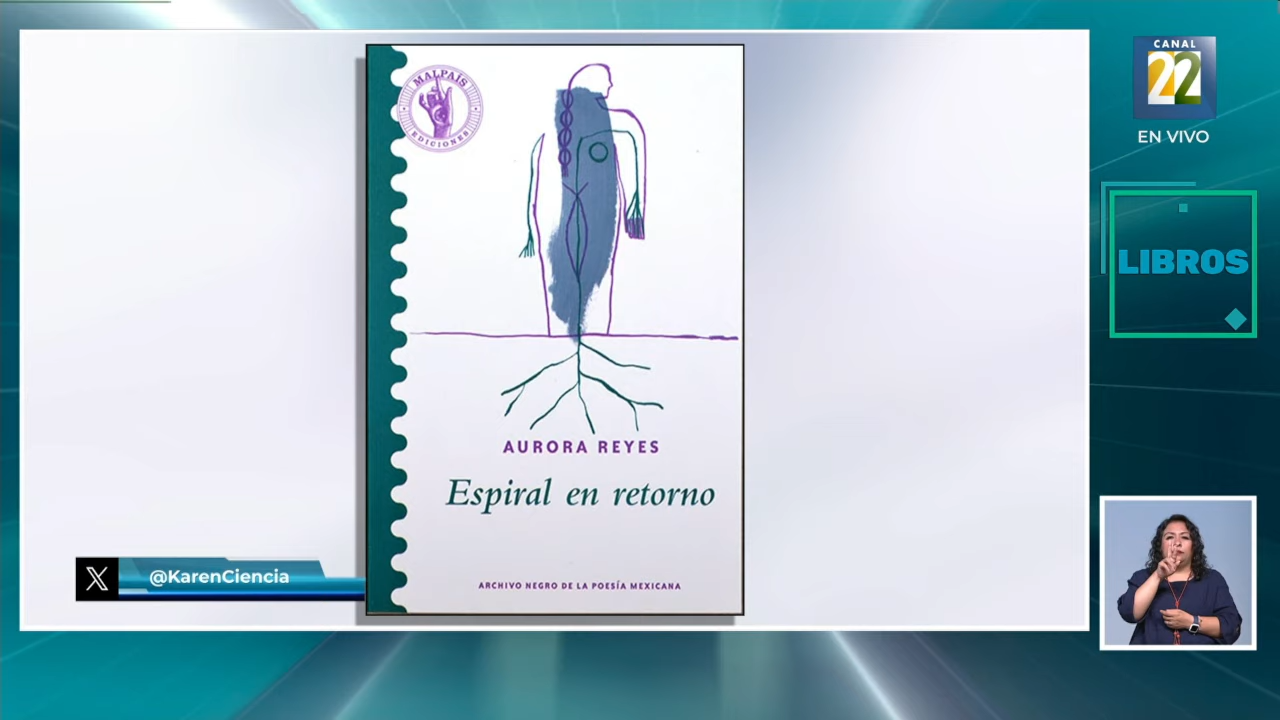 MALPAÍS
EDICIONES
AURORA REYES
Espiral en retorno
ARCHIVO NEGRO DE LA POESÍA MEXICANA
@KarenCiencia
CANAL
22
EN VIVO
LIBROS